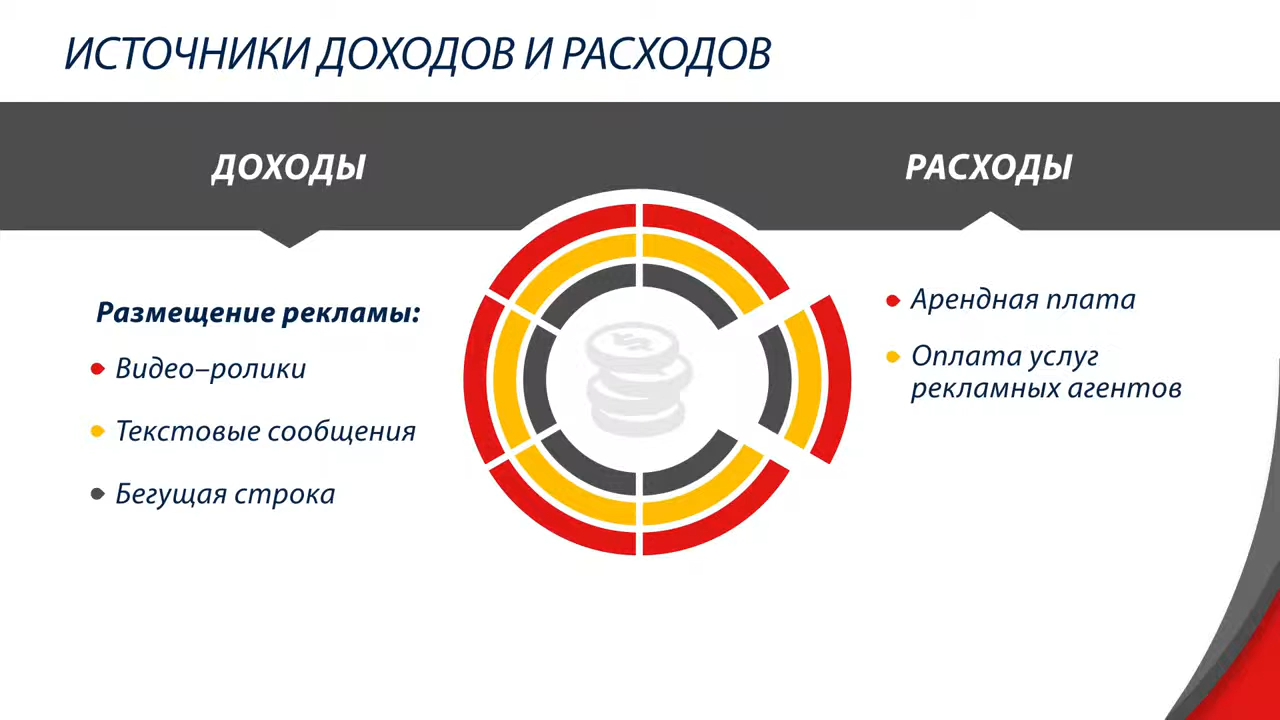 ИСТОЧНИКИ ДОХОДОВ И РАСХОДОВ
ДОХОДЫ
Размещение рекламы:
Видео–ролики
Текстовые сообщения
Бегущая строка
РАСХОДЫ
Арендная плата
Оплата услуг
рекламных агентов